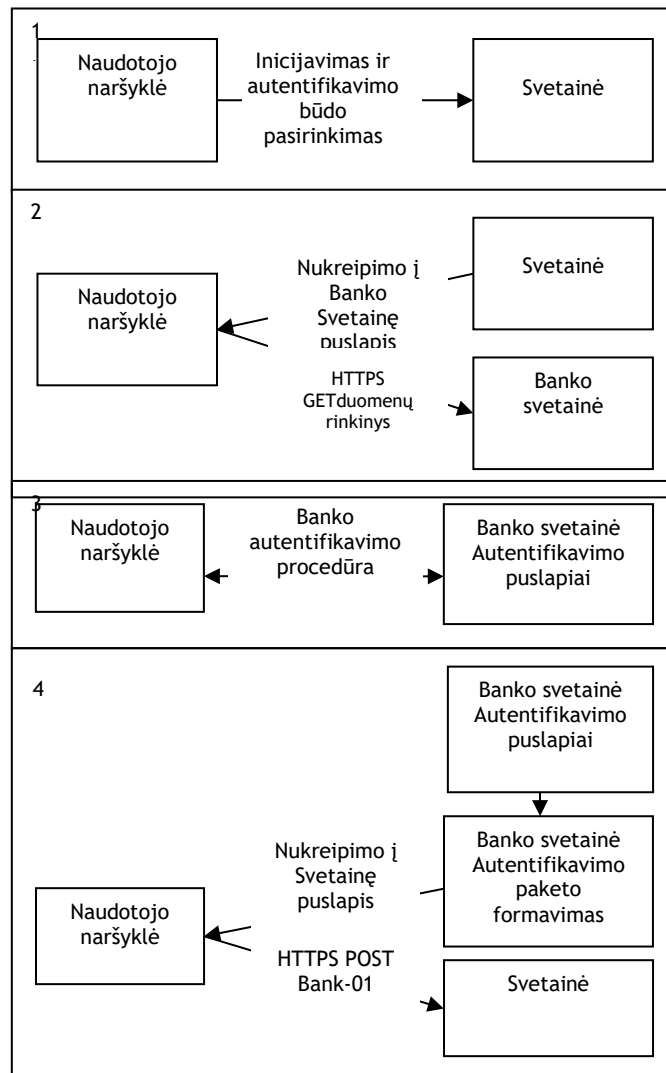 1
Naudotojo
naršyklė
Inicijavimas ir
autentifikavimo
būdo
pasirinkimas
Svetainė
2
Naudotojo
naršyklė
Nukreipimo į
Banko
Svetainę
puslapis
Svetainė
HTTPS
GETduomenų
rinkinys
Banko
svetainė
3
Naudotojo
naršyklė
Banko
autentifikavimo
procedūra
Banko svetainė
Autentifikavimo
puslapiai
4
Banko svetainė
Autentifikavimo
puslapiai
Naudotojo
naršyklė
Nukreipimo į
Svetainę
puslapis
Banko svetainė
Autentifikavimo
paketo
formavimas
HTTPS POST
Bank-01
Svetainė